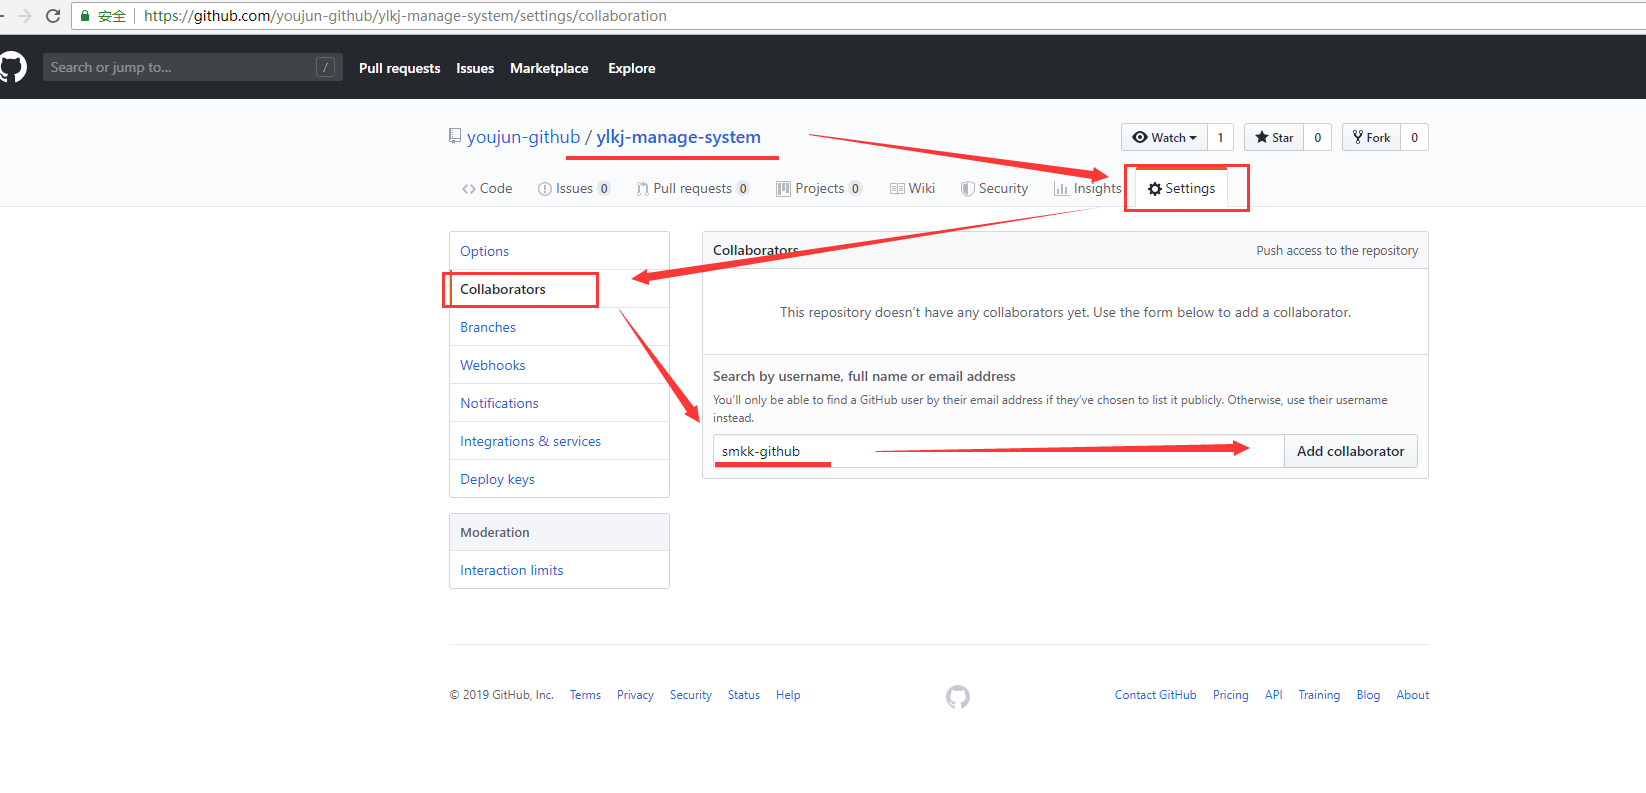 安全 https://github.com/youjun-github/ylkj-manage-system/settings/collaboration
Search or jump to... / Pull requests Issues Marketplace Explore
youjun-github / ylkj-manage-system Watch 1 Star 0 Fork 0
Code Issues 0 Pull requests 0 Projects 0 Wiki Security Insights Settings
Options
Collaborators
Branches
Webhooks
Notifications
Integrations & services
Deploy keys
Moderation
Interaction limits
Collaborators Push access to the repository
This repository doesn’t have any collaborators yet. Use the form below to add a collaborator.
Search by username, full name or email address
You’ll only be able to find a GitHub user by their email address if they’ve chosen to list it publicly. Otherwise, use their username
instead.
smkk-github Add collaborator
© 2019 GitHub, Inc. Terms Privacy Security Status Help Contact GitHub Pricing API Training Blog About